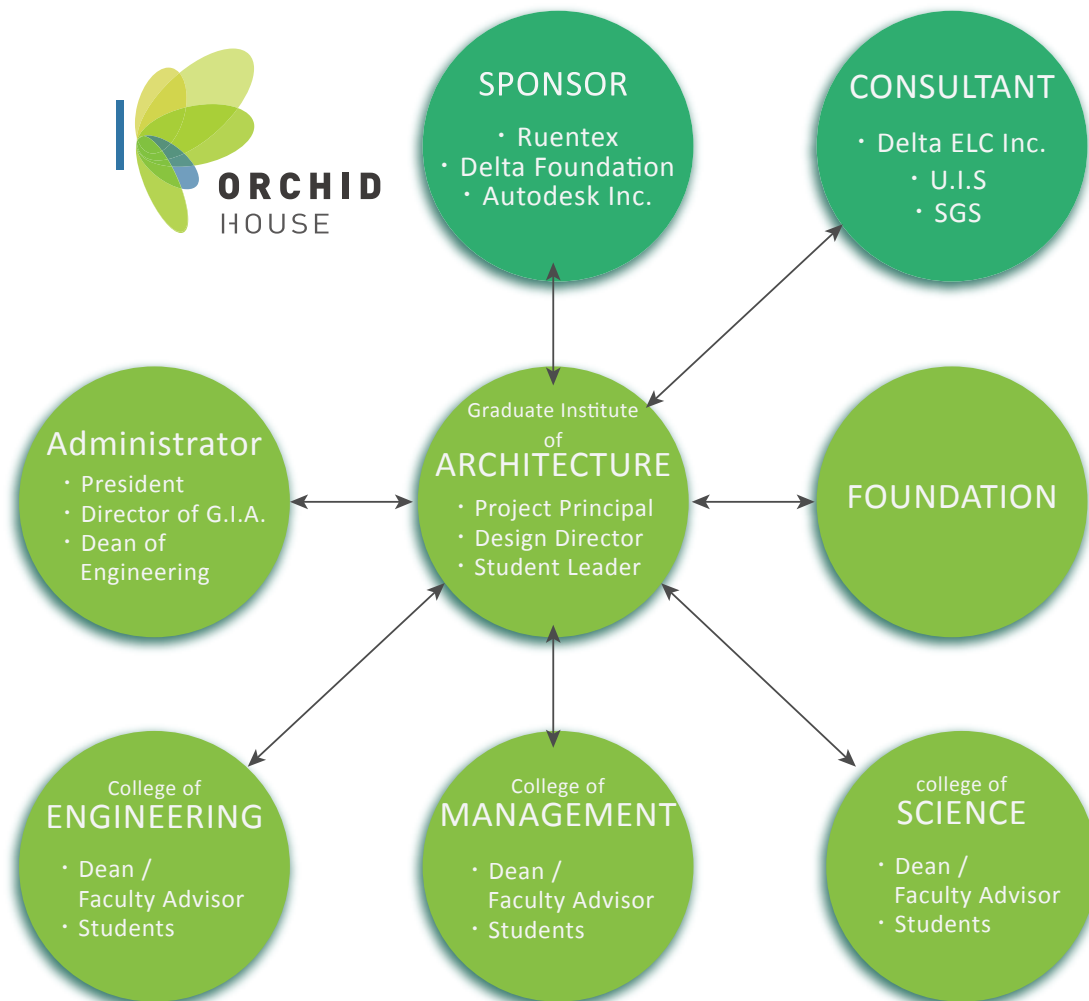 ORCHID
HOUSE
SPONSOR
· Ruentex
· Delta Foundation
· Autodesk Inc.
CONSULTANT
· Delta ELC Inc.
· U.I.S
· SGS
Administrator
· President
· Director of G.I.A.
· Dean of
Engineering
Graduate Institute
of
ARCHITECTURE
· Project Principal
· Design Director
· Student Leader
FOUNDATION
College of
ENGINEERING
· Dean /
Faculty Advisor
· Students
College of
MANAGEMENT
· Dean /
Faculty Advisor
· Students
college of
SCIENCE
· Dean /
Faculty Advisor
· Students